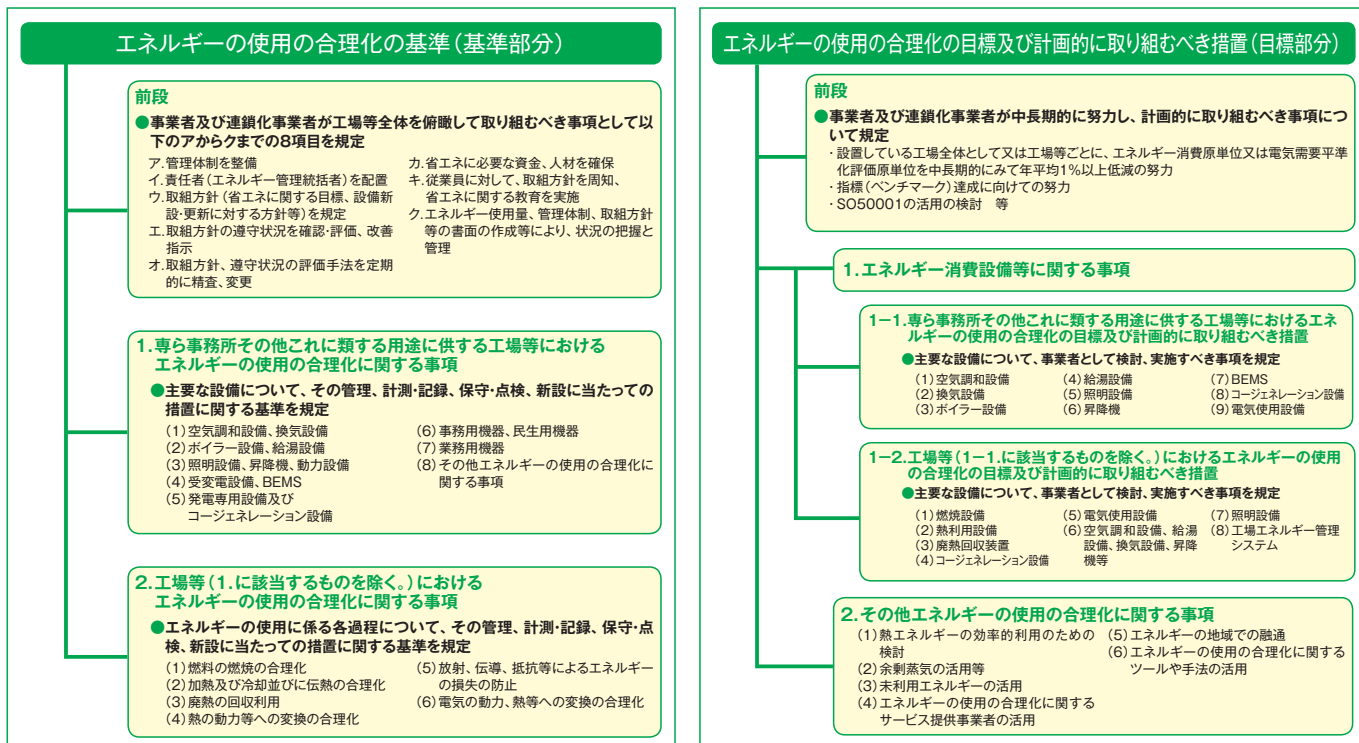 エネルギーの使用の合理化の基準（基準部分）
前段
●事業者及び連鎖化事業者が工場等全体を俯瞰して取り組むべき事項として以
下のアからクまでの8項目を規定
ア.管理体制を整備
イ.責任者（エネルギー管理統括者）を配置
ウ.取組方針（省エネに関する目標、設備新
設・更新に対する方針等）を規定
エ.取組方針の遵守状況を確認・評価、改善
指示
オ.取組方針、遵守状況の評価手法を定期
的に精査、変更
カ.省エネに必要な資金、人材を確保
キ.従業員に対して、取組方針を周知、
省エネに関する教育を実施
ク.エネルギー使用量、管理体制、取組方針
等の書面の作成等により、状況の把握と
管理
1.専ら事務所その他これに類する用途に供する工場等における
エネルギーの使用の合理化に関する事項
●主要な設備について、その管理、計測・記録、保守・点検、新設に当たっての
措置に関する基準を規定
（1）空気調和設備、換気設備
（2）ボイラー設備、給湯設備
（3）照明設備、昇降機、動力設備
（4）受変電設備、BEMS
（5）発電専用設備及び
コージェネレーション設備
（6）事務用機器、民生用機器
（7）業務用機器
（8）その他エネルギーの使用の合理化に
関する事項
2.工場等（1.に該当するものを除く。）における
エネルギーの使用の合理化に関する事項
●エネルギーの使用に係る各過程について、その管理、計測・記録、保守・点
検、新設に当たっての措置に関する基準を規定
（1）燃料の燃焼の合理化
（2）加熱及び冷却並びに伝熱の合理化
（3）廃熱の回収利用
（4）熱の動力等への変換の合理化
（5）放射、伝導、抵抗等によるエネルギー
の損失の防止
（6）電気の動力、熱等への変換の合理化
エネルギーの使用の合理化の目標及び計画的に取り組むべき措置（目標部分）
前段
●事業者及び連鎖化事業者が中長期的に努力し、計画的に取り組むべき事項につ
いて規定
・設置している工場全体として又は工場等ごとに、エネルギー消費原単位又は電気需要平準
化評価原単位を中長期的にみて年平均1％以上低減の努力
・指標（ベンチマーク）達成に向けての努力
・SO50001の活用の検討　等
1.エネルギー消費設備等に関する事項
1－1.専ら事務所その他これに類する用途に供する工場等におけるエネ
ルギーの使用の合理化の目標及び計画的に取り組むべき措置
●主要な設備について、事業者として検討、実施すべき事項を規定
（1）空気調和設備
（2）換気設備
（3）ボイラー設備
（4）給湯設備
（5）照明設備
（6）昇降機
（7）BEMS
（8）コージェネレーション設備
（9）電気使用設備
1－2.工場等（1－1.に該当するものを除く。）におけるエネルギーの使用
の合理化の目標及び計画的に取り組むべき措置
●主要な設備について、事業者として検討、実施すべき事項を規定
（1）燃焼設備
（2）熱利用設備
（3）廃熱回収装置
（4）コージェネレーション設備
（5）電気使用設備
（6）空気調和設備、給湯
設備、換気設備、昇降
機等
（7）照明設備
（8）工場エネルギー管理
システム
2.その他エネルギーの使用の合理化に関する事項
（1）熱エネルギーの効率的利用のための
検討
（2）余剰蒸気の活用等
（3）未利用エネルギーの活用
（4）エネルギーの使用の合理化に関する
サービス提供事業者の活用
（5）エネルギーの地域での融通
（6）エネルギーの使用の合理化に関する
ツールや手法の活用